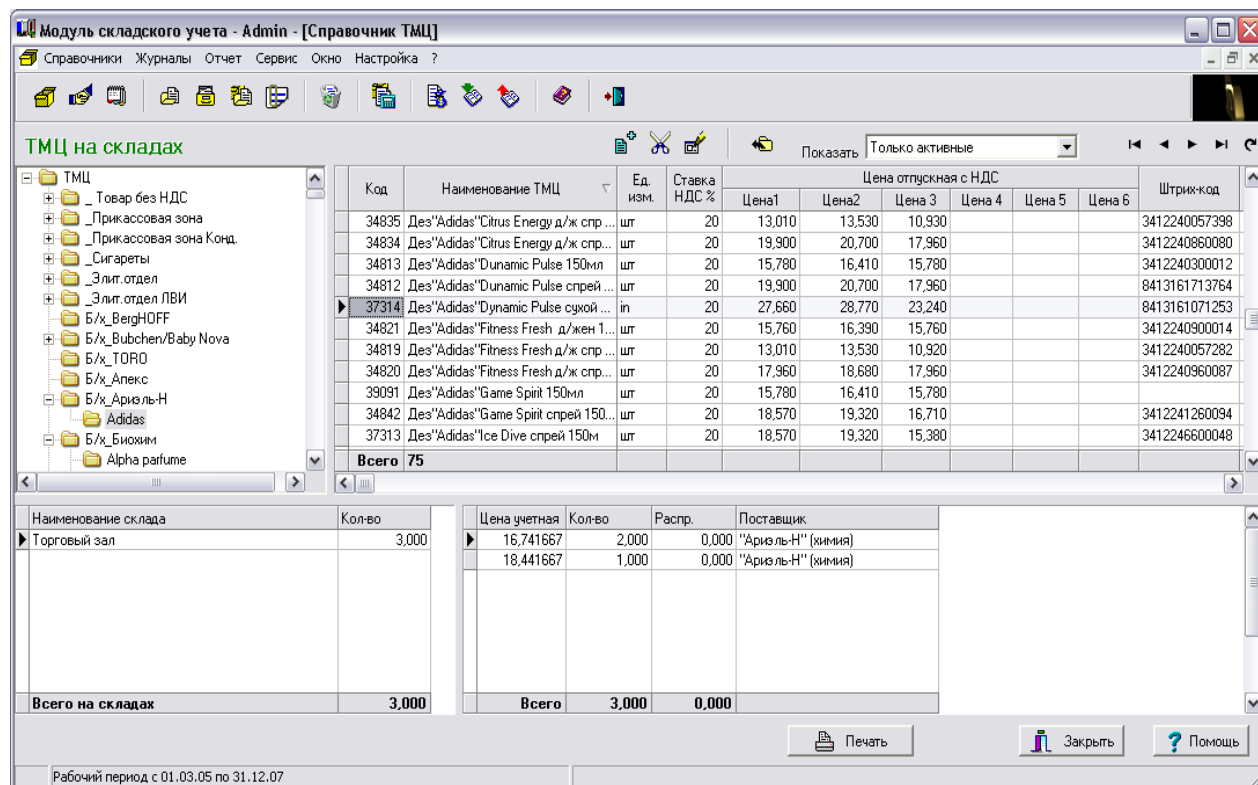 Модуль складского учета - Admin - [Справочник ТМЦ]
Справочники Журналы Отчет Сервис Окно Настройка ?
ТМЦ на складах
Показать Только активные
ТМЦ
_ Товар без НДС
_Прикассовая зона
_Прикассовая зона Конд.
_Сигареты
_Элит.отдел
_Элит.отдел ЛВИ
Б/х_BergHOFF
Б/х_Bubchen/Baby Nova
Б/х_TORO
Б/х_Апекс
Б/х_Ариэль-Н
Adidas
Б/х_Биохим
Alpha parfume
Код Наименование ТМЦ Ед. изм. Ставка НДС % Цена отпускная с НДС Штрих-код
Цена1 Цена2 Цена 3 Цена 4 Цена 5 Цена 6
34835 Дез"Adidas"Citrus Energy д/ж спр ... шт 20 13,010 13,530 10,930 3412240057398
34834 Дез"Adidas"Citrus Energy д/ж спр... шт 20 19,900 20,700 17,960 3412240860080
34813 Дез"Adidas"Dunamic Pulse 150мл шт 20 15,780 16,410 15,780 3412240300012
34812 Дез"Adidas"Dunamic Pulse спрей ... шт 20 19,900 20,700 17,960 8413161713764
37314 Дез"Adidas"Dynamic Pulse сухой ... in 20 27,660 28,770 23,240 8413161071253
34821 Дез"Adidas"Fitness Fresh д/жен 1... шт 20 15,760 16,390 15,760 3412240900014
34819 Дез"Adidas"Fitness Fresh д/ж спр ... шт 20 13,010 13,530 10,920 3412240057282
34820 Дез"Adidas"Fitness Fresh д/ж спр... шт 20 17,960 18,680 17,960 3412240960087
39091 Дез"Adidas"Game Spirit 150мл шт 20 15,780 16,410 15,780
34842 Дез"Adidas"Game Spirit спрей 150... шт 20 18,570 19,320 16,710 3412241260094
37313 Дез"Adidas"Ice Dive спрей 150м шт 20 18,570 19,320 15,380 3412246600048
Всего 75
Наименование склада Кол-во
Торговый зал 3,000
Всего на складах 3,000
Цена учетная Кол-во Распр. Поставщик
16,741667 2,000 0,000 "Ариэль-Н" (химия)
18,441667 1,000 0,000 "Ариэль-Н" (химия)
Всего 3,000 0,000
Печать Закрыть Помощь
Рабочий период с 01.03.05 по 31.12.07